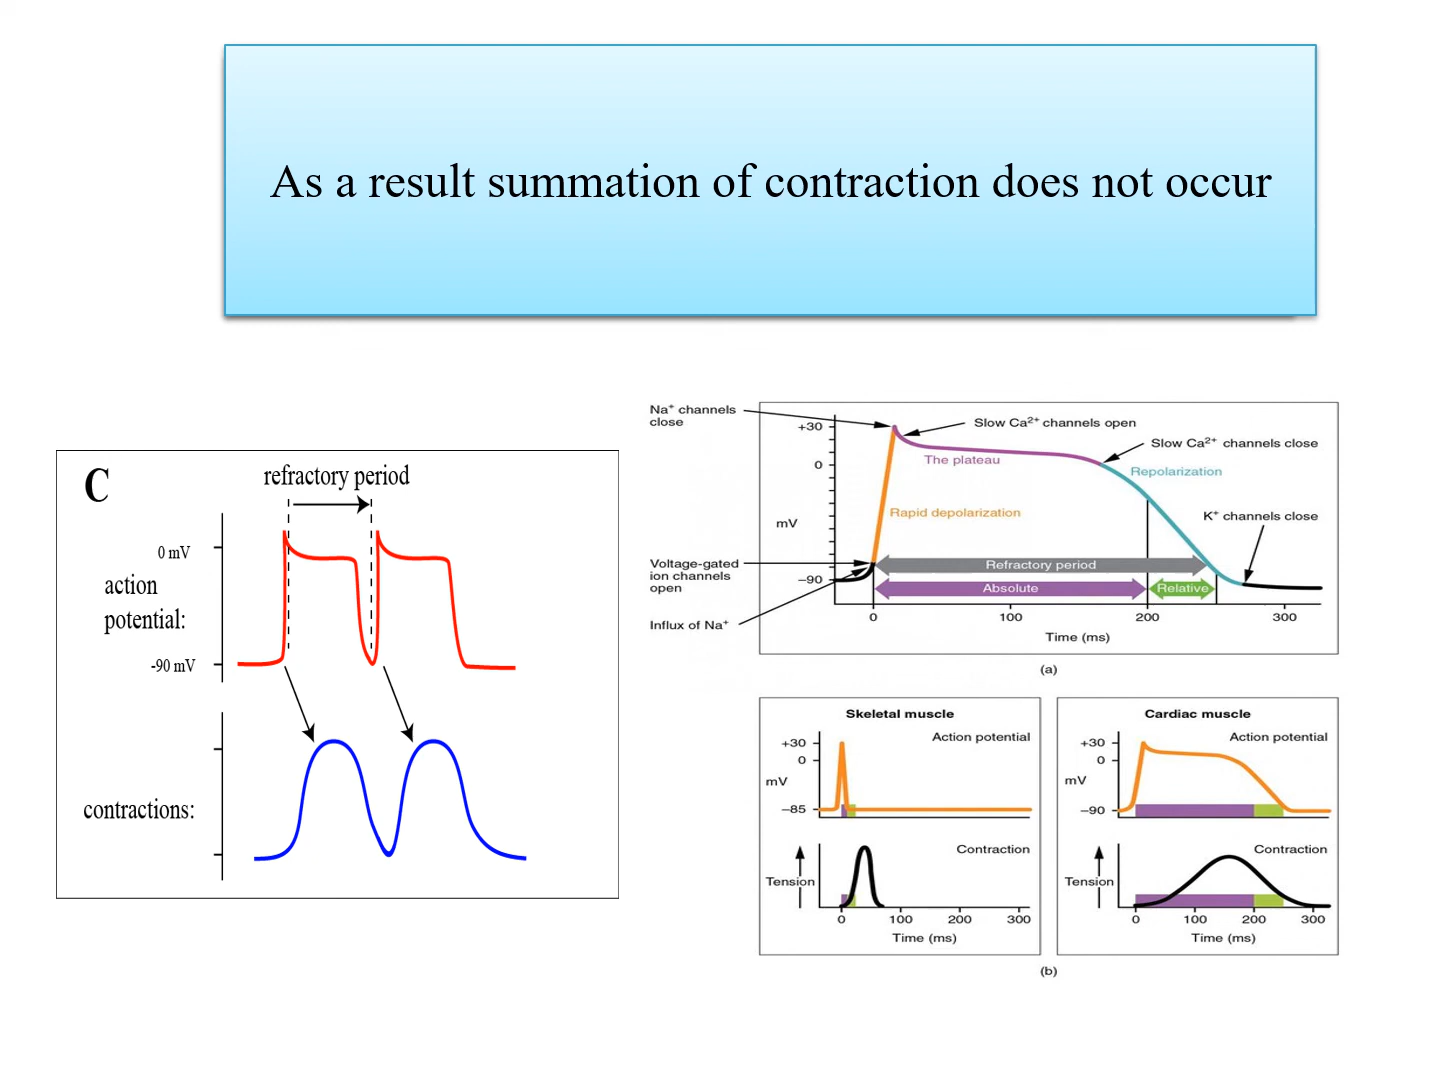 As a result summation of contraction does not occur
C
refractory period
0 mV
action
potential:
-90 mV
contractions:
Na⁺ channels
close
+30
Slow Ca²⁺ channels open
Slow Ca²⁺ channels close
0
The plateau
Repolarization
mV
Rapid depolarization
K⁺ channels close
Voltage-gated
ion channels
open
Refractory period
–90
Absolute
Relative
Influx of Na⁺
0
100
200
300
Time (ms)
(a)
Skeletal muscle
Action potential
+30
0
mV
–85
Contraction
Tension
0
100
200
300
Time (ms)
Cardiac muscle
Action potential
+30
0
mV
–90
Contraction
Tension
0
100
200
300
Time (ms)
(b)